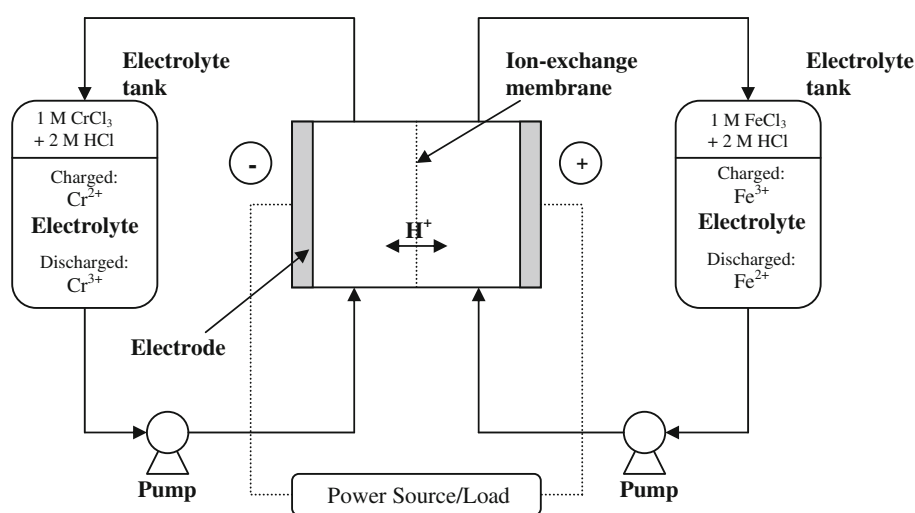 Electrolyte
tank
1 M CrCl₃
+ 2 M HCl
Charged:
Cr²⁺
Electrolyte
Discharged:
Cr³⁺
-
Ion-exchange
membrane
H⁺
+
Electrolyte
tank
1 M FeCl₃
+ 2 M HCl
Charged:
Fe³⁺
Electrolyte
Discharged:
Fe²⁺
Electrode
Pump
Power Source/Load
Pump